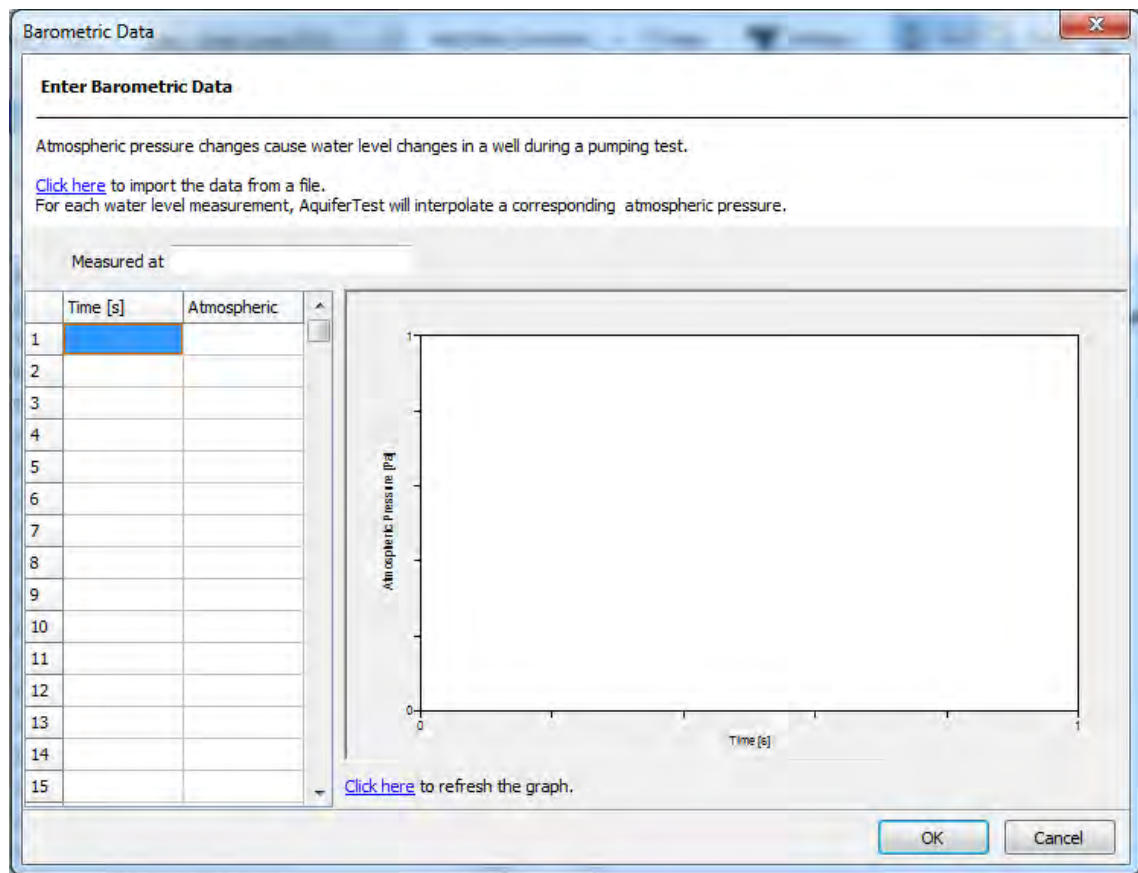 Barometric Data
Enter Barometric Data
Atmospheric pressure changes cause water level changes in a well during a pumping test.
Click here to import the data from a file.
For each water level measurement, AquiferTest will interpolate a corresponding atmospheric pressure.
Measured at
Time [s] Atmospheric
1
2
3
4
5
6
7
8
9
10
11
12
13
14
15
1
Atmospheric Pressure [Pa]
0
0 1
Time [s]
Click here to refresh the graph.
OK Cancel